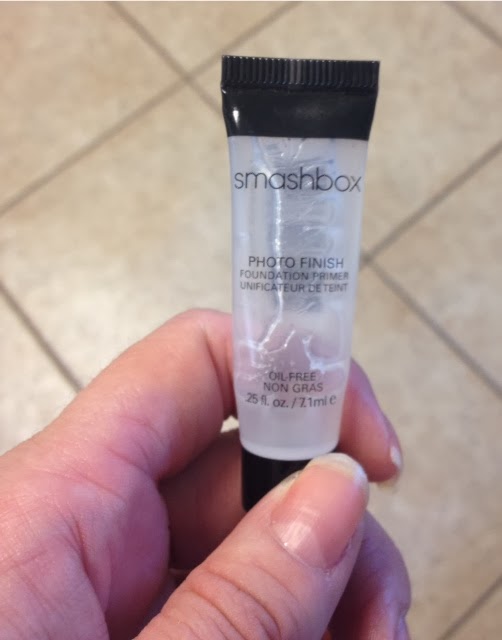 smashbox
PHOTO FINISH
FOUNDATION PRIMER
UNIFICATEUR DE TEINT
OIL-FREE
NON GRAS
.25 fl. oz. / 7.1ml e